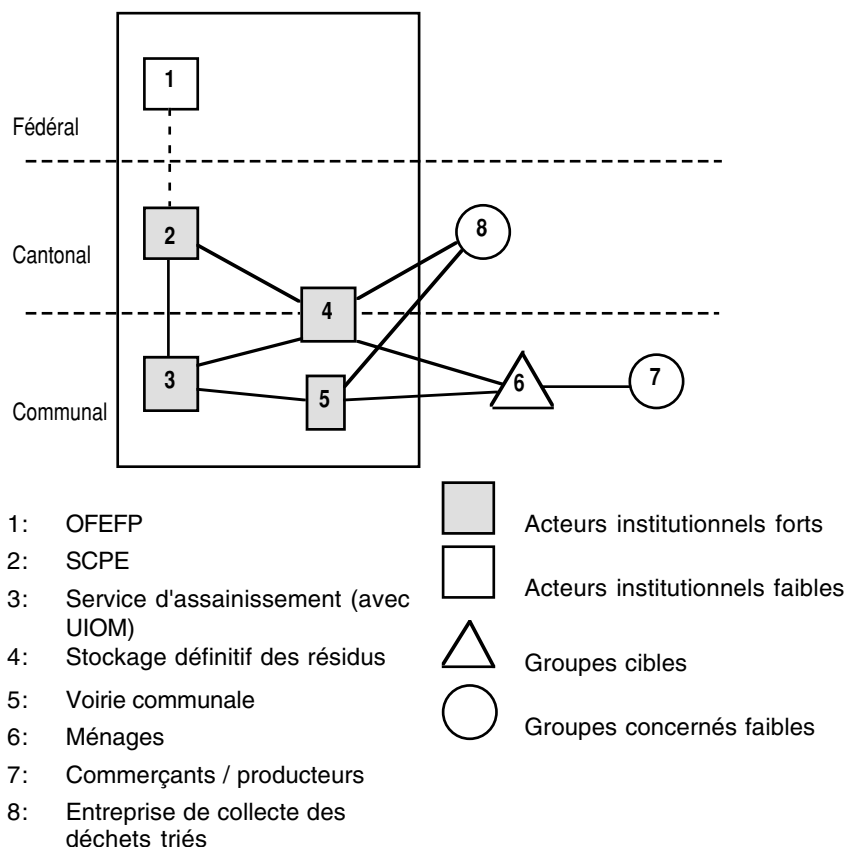 1
Fédéral
2
8
Cantonal
4
3
5
6
7
Communal
1: OFEFP
2: SCPE
3: Service d'assainissement (avec
UIOM)
4: Stockage définitif des résidus
5: Voirie communale
6: Ménages
7: Commerçants / producteurs
8: Entreprise de collecte des
déchets triés
Acteurs institutionnels forts
Acteurs institutionnels faibles
Groupes cibles
Groupes concernés faibles